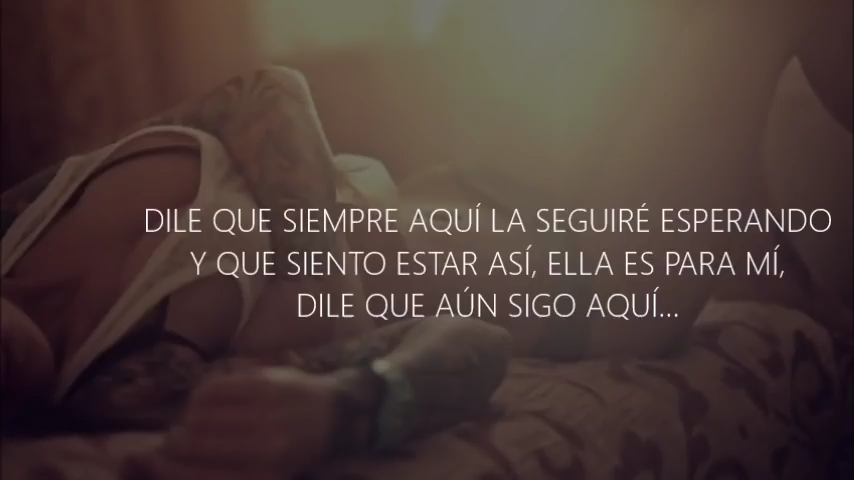 DILE QUE SIEMPRE AQUÍ LA SEGUIRÉ ESPERANDO
Y QUE SIENTO ESTAR ASÍ, ELLA ES PARA MÍ,
DILE QUE AÚN SIGO AQUÍ...